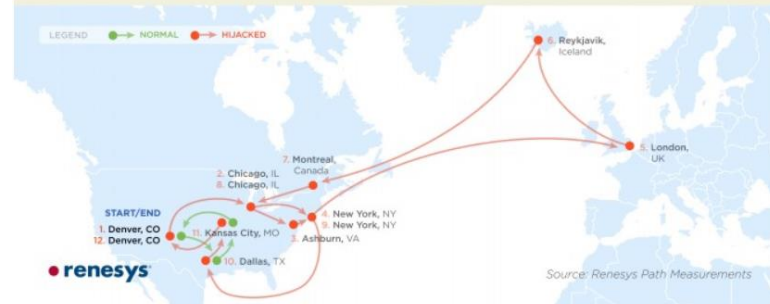 LEGEND NORMAL HIJACKED
6. Reykjavik,
Iceland
5. London,
UK
7. Montreal,
Canada
2. Chicago, IL
8. Chicago, IL
START/END
1. Denver, CO
12. Denver, CO
11. Kansas City, MO
4. New York, NY
9. New York, NY
3. Ashburn, VA
10. Dallas, TX
renesys
Source: Renesys Path Measurements